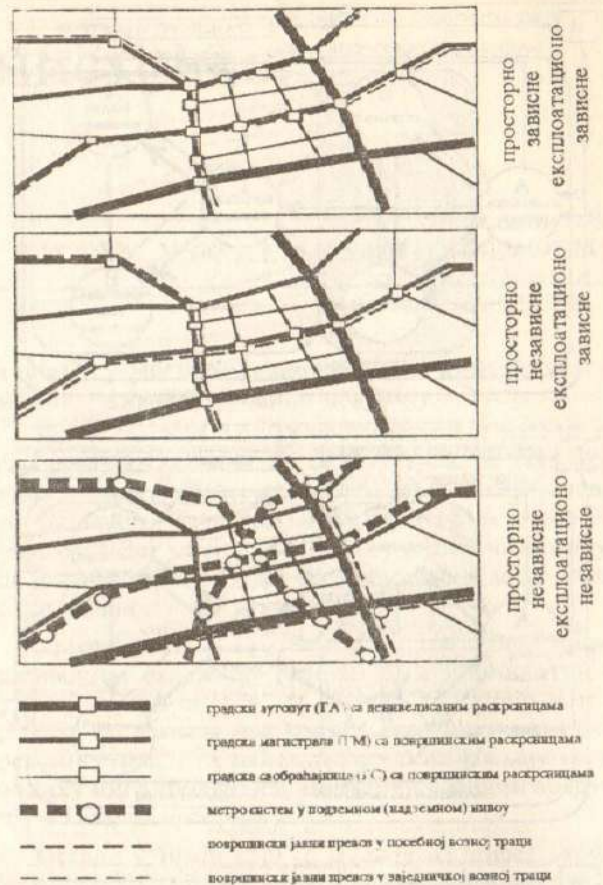 просторно
зависне
експлоатационо
зависне
просторно
независне
експлоатационо
зависне
просторно
независне
експлоатационо
независне
градски аутопут (ГА) са денивелисаним раскрсницама
градска магистрала (ГМ) са површинским раскрсницама
градска саобраћајница (ГС) са површинским раскрсницама
метросистем у подземном (надземном) нивоу
површински јавни превоз у посебној возној траци
површински јавни превоз у заједничкој возној траци